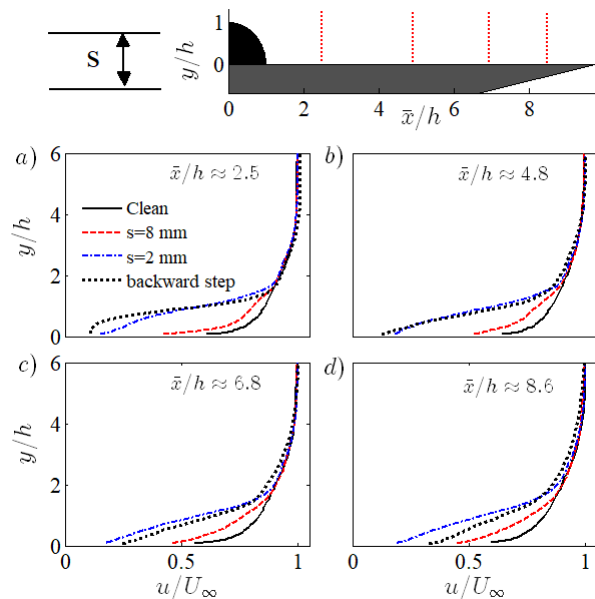 S
y/h
1
0
0
2
4
6
8
x̄/h
a)
x̄/h ≈ 2.5
Clean
s=8 mm
s=2 mm
backward step
y/h
6
4
2
0
b)
x̄/h ≈ 4.8
c)
x̄/h ≈ 6.8
y/h
6
4
2
0
0
0.5
1
u/U∞
d)
x̄/h ≈ 8.6
0
0.5
1
u/U∞